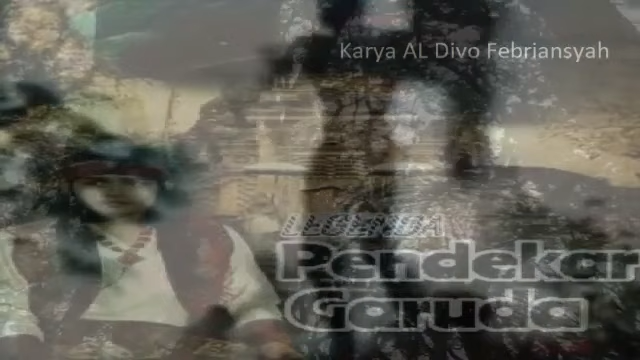 Karya AL Divo Febriansyah
LEGENDA
Pendekar
Garuda